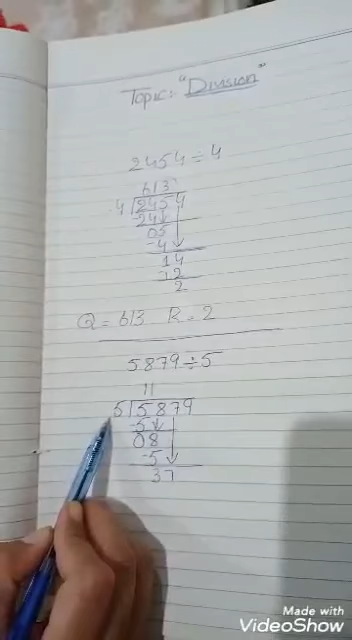 Topic: "Division"
2454 ÷ 4
613
4 2454
-24
05
-4
14
-12
2
Q = 613 R = 2
5879 ÷ 5
11
5 5879
-5
08
-5
37
Made with
VideoShow